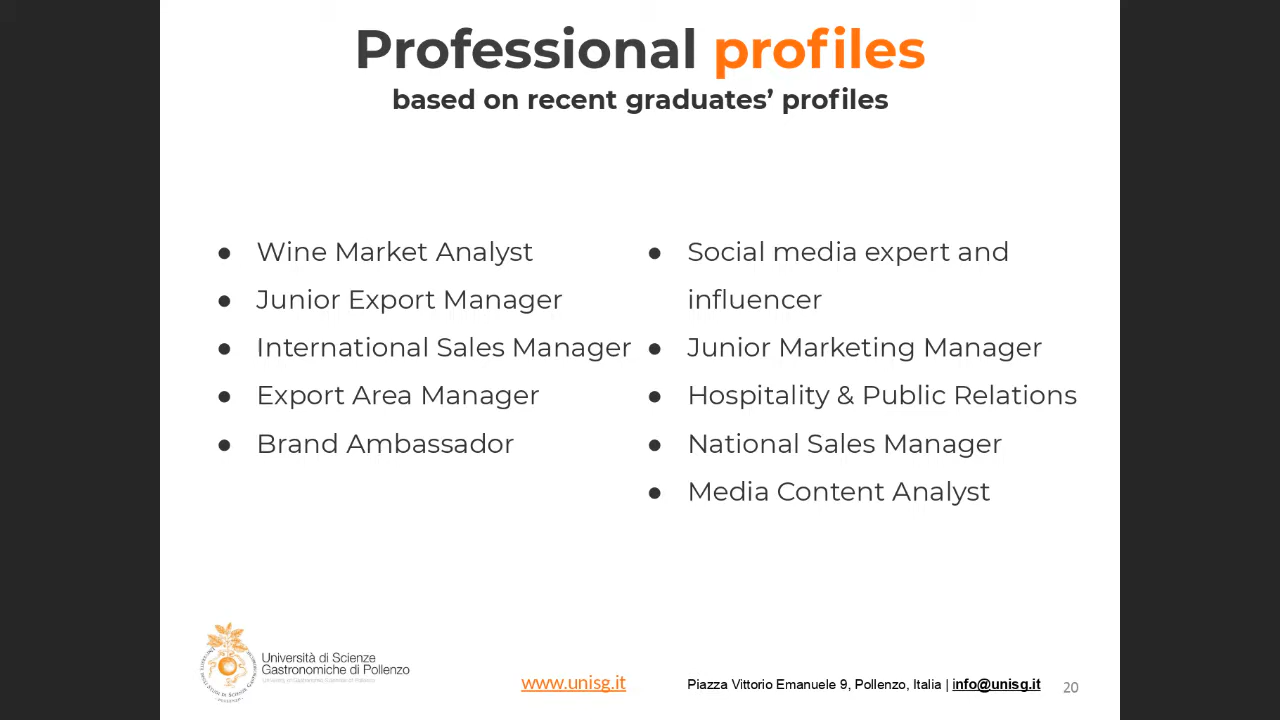 Professional profiles
based on recent graduates’ profiles
● Wine Market Analyst
● Junior Export Manager
● International Sales Manager
● Export Area Manager
● Brand Ambassador
● Social media expert and
influencer
● Junior Marketing Manager
● Hospitality & Public Relations
● National Sales Manager
● Media Content Analyst
Università di Scienze
Gastronomiche di Pollenzo
www.unisg.it
Piazza Vittorio Emanuele 9, Pollenzo, Italia | info@unisg.it
20